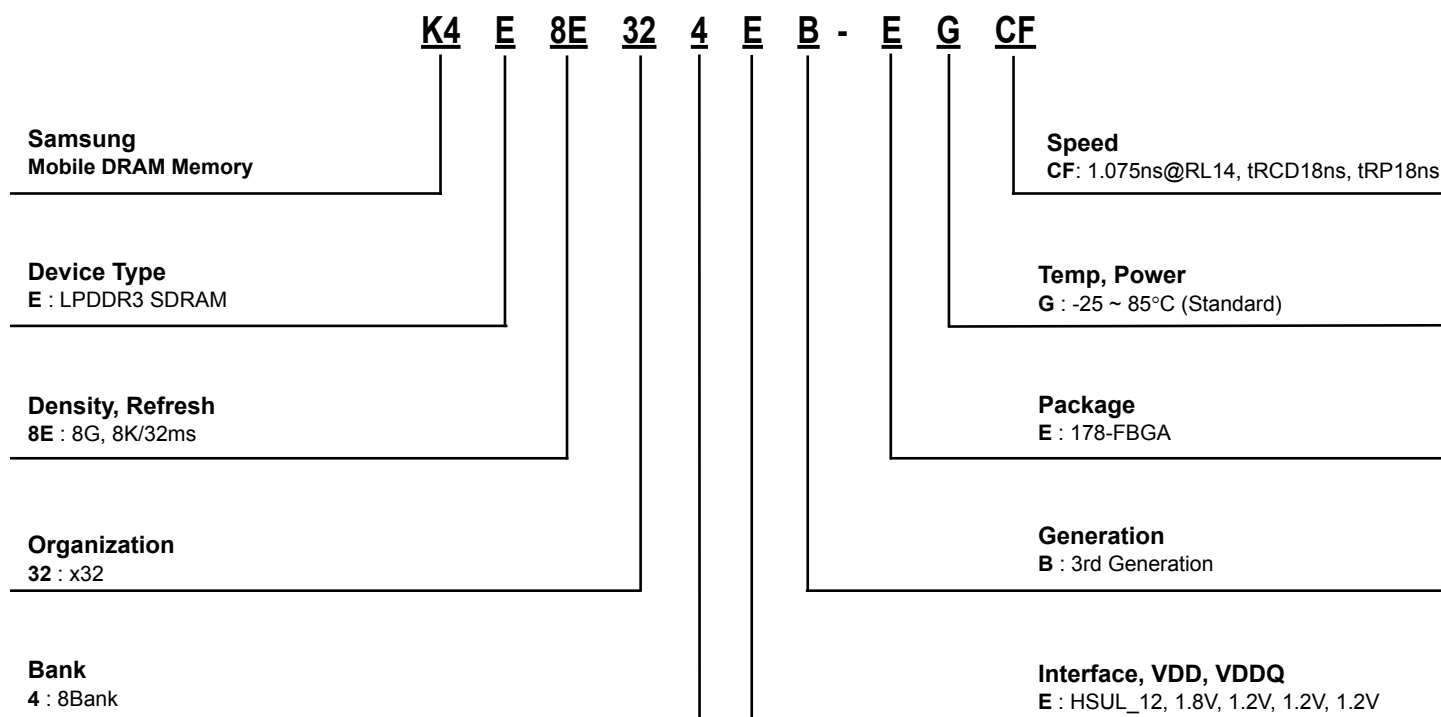 K4 E 8E 32 4 E B - E G CF
Samsung
Mobile DRAM Memory
Device Type
E : LPDDR3 SDRAM
Density, Refresh
8E : 8G, 8K/32ms
Organization
32 : x32
Bank
4 : 8Bank
Speed
CF: 1.075ns@RL14, tRCD18ns, tRP18ns
Temp, Power
G : -25 ~ 85°C (Standard)
Package
E : 178-FBGA
Generation
B : 3rd Generation
Interface, VDD, VDDQ
E : HSUL_12, 1.8V, 1.2V, 1.2V, 1.2V